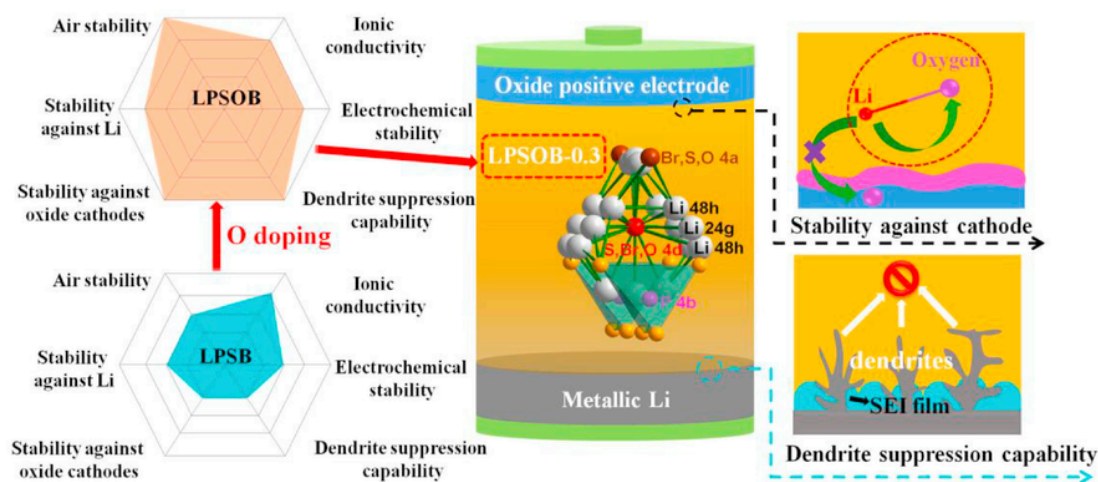 Air stability
Ionic
conductivity
LPSOB
Stability
against Li
Electrochemical
stability
Stability against
oxide cathodes
Dendrite suppression
capability
O doping
Air stability
Ionic
conductivity
LPSB
Stability
against Li
Electrochemical
stability
Stability against
oxide cathodes
Dendrite suppression
capability
Oxide positive electrode
LPSOB-0.3
Br,S,O 4a
Li 48h
Li 24g
S,Br,O 4d
Li 48h
P 4b
Metallic Li
Oxygen
Li
Stability against cathode
dendrites
SEI film
Dendrite suppression capability